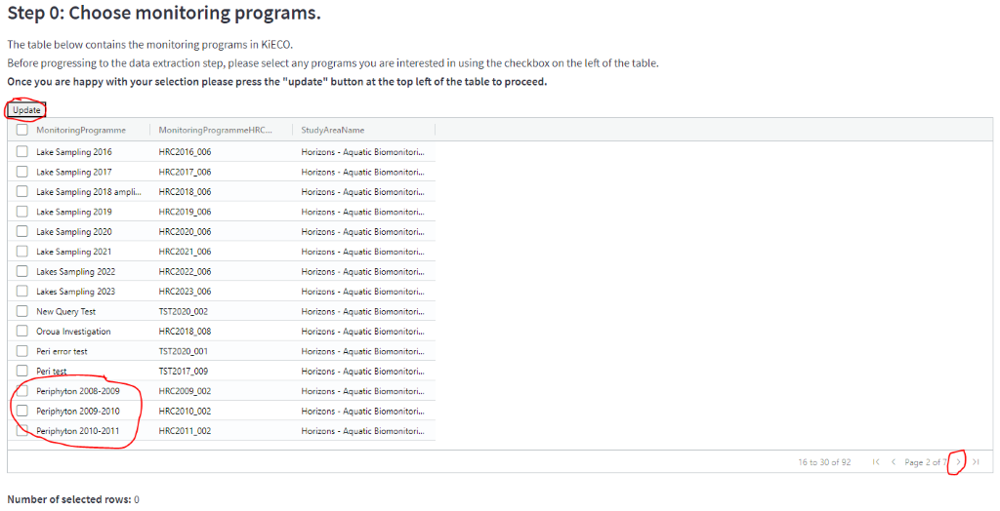 Step 0: Choose monitoring programs.
The table below contains the monitoring programs in KiECO.
Before progressing to the data extraction step, please select any programs you are interested in using the checkbox on the left of the table.
Once you are happy with your selection please press the "update" button at the top left of the table to proceed.
Update
MonitoringProgramme MonitoringProgrammeHRC... StudyAreaName
Lake Sampling 2016 HRC2016_006 Horizons - Aquatic Biomonitori...
Lake Sampling 2017 HRC2017_006 Horizons - Aquatic Biomonitori...
Lake Sampling 2018 ampli... HRC2018_006 Horizons - Aquatic Biomonitori...
Lake Sampling 2019 HRC2019_006 Horizons - Aquatic Biomonitori...
Lake Sampling 2020 HRC2020_006 Horizons - Aquatic Biomonitori...
Lake Sampling 2021 HRC2021_006 Horizons - Aquatic Biomonitori...
Lakes Sampling 2022 HRC2022_006 Horizons - Aquatic Biomonitori...
Lakes Sampling 2023 HRC2023_006 Horizons - Aquatic Biomonitori...
New Query Test TST2020_002 Horizons - Aquatic Biomonitori...
Oroua Investigation HRC2018_008 Horizons - Aquatic Biomonitori...
Peri error test TST2020_001 Horizons - Aquatic Biomonitori...
Peri test TST2017_009 Horizons - Aquatic Biomonitori...
Periphyton 2008-2009 HRC2009_002 Horizons - Aquatic Biomonitori...
Periphyton 2009-2010 HRC2010_002 Horizons - Aquatic Biomonitori...
Periphyton 2010-2011 HRC2011_002 Horizons - Aquatic Biomonitori...
16 to 30 of 92 Page 2 of 7
Number of selected rows: 0